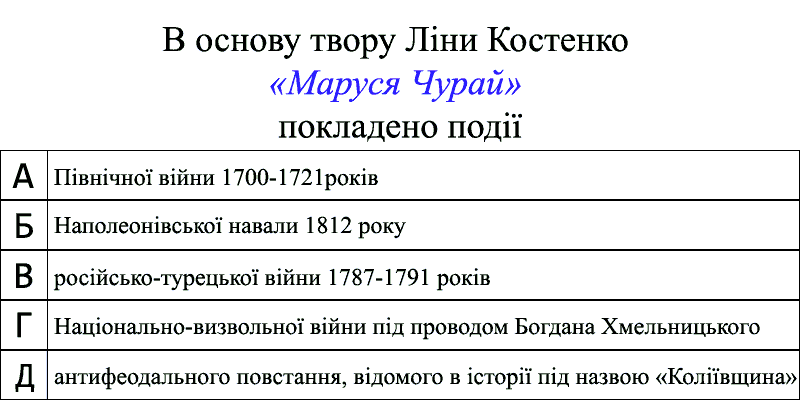 В основу твору Ліни Костенко
«Маруся Чурай»
покладено події
А Північної війни 1700-1721років
Б Наполеонівської навали 1812 року
В російсько-турецької війни 1787-1791 років
Г Національно-визвольної війни під проводом Богдана Хмельницького
Д антифеодального повстання, відомого в історії під назвою «Коліївщина»